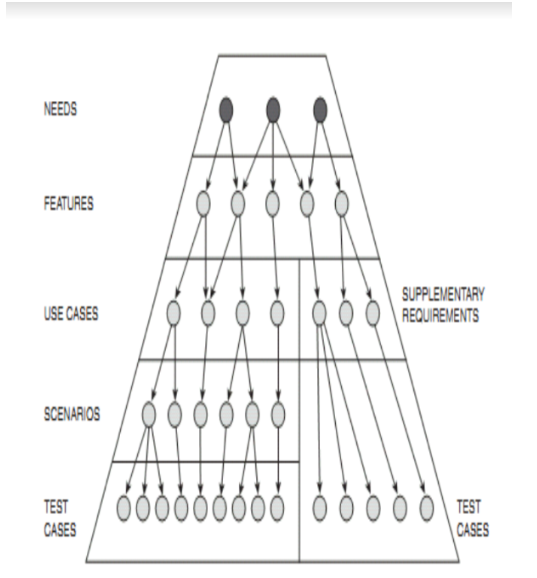 NEEDS
FEATURES
USE CASES
SUPPLEMENTARY
REQUIREMENTS
SCENARIOS
TEST
CASES
TEST
CASES